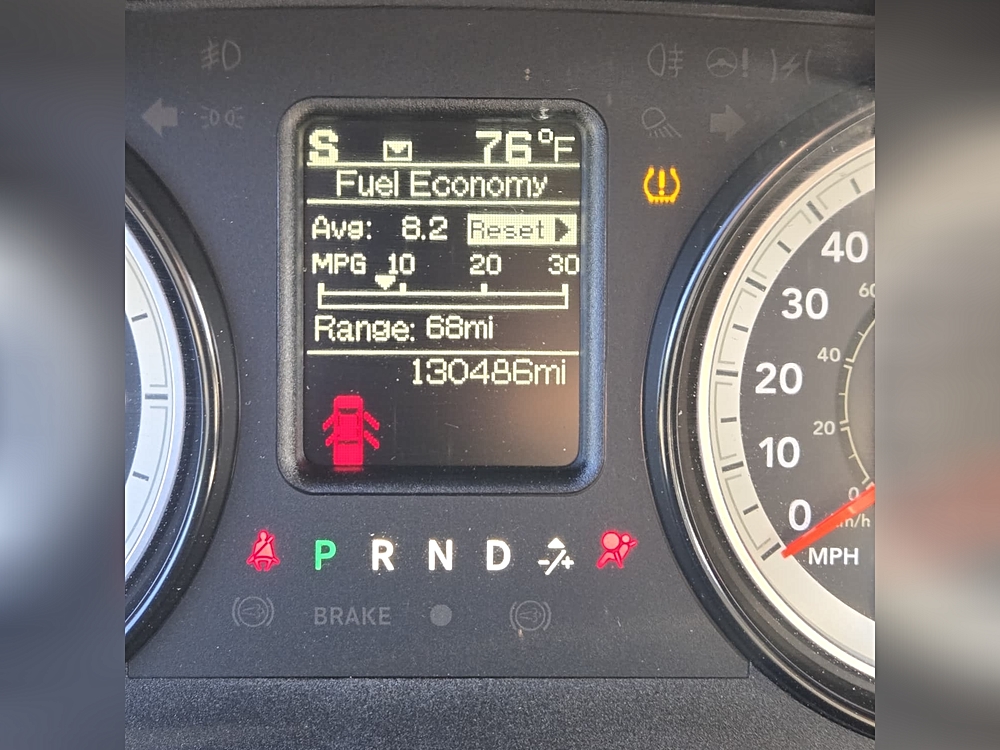 S 76°F
Fuel Economy
Avg: 8.2 Reset
MPG 10 20 30
Range: 68mi
130486mi
P R N D -/+
BRAKE
40
30
20
10
0
MPH
60
40
20
0
km/h